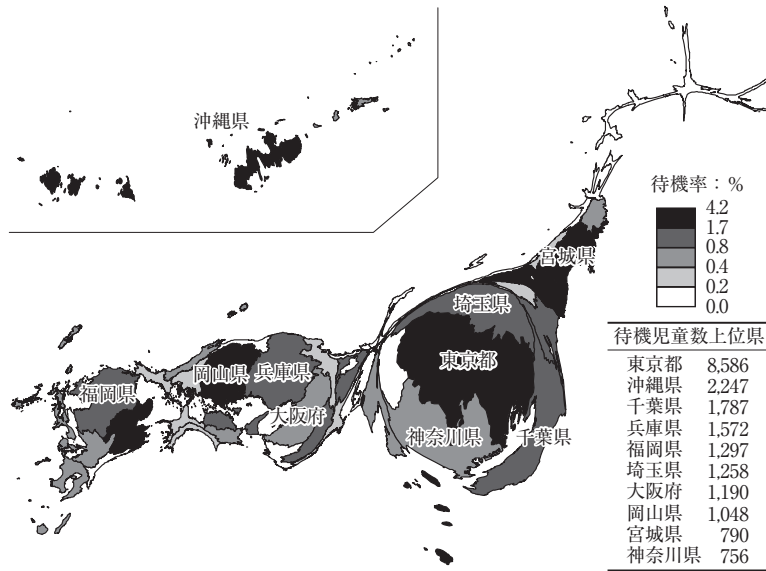 沖縄県
待機率：%
4.2
1.7
0.8
0.4
0.2
0.0
宮城県
埼玉県
東京都
神奈川県
千葉県
岡山県
兵庫県
大阪府
福岡県
待機児童数上位県
東京都 8,586
沖縄県 2,247
千葉県 1,787
兵庫県 1,572
福岡県 1,297
埼玉県 1,258
大阪府 1,190
岡山県 1,048
宮城県 790
神奈川県 756